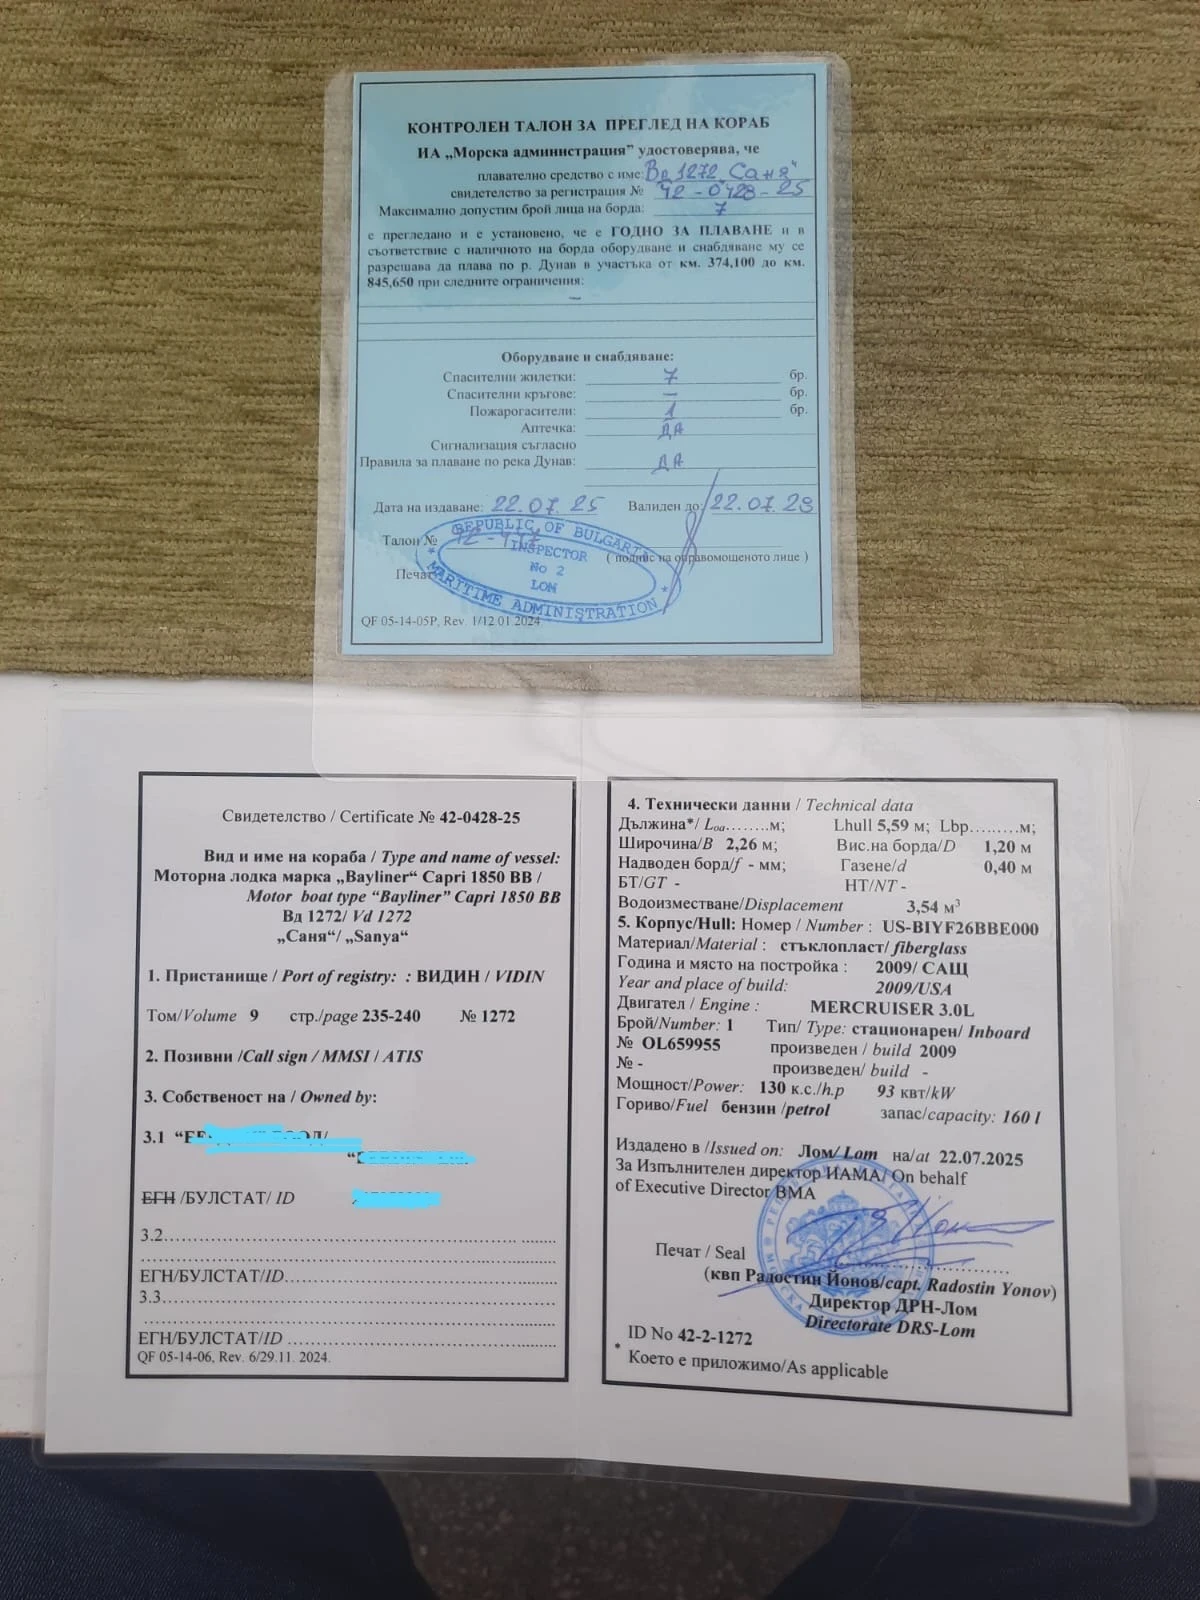 КОНТРОЛЕН ТАЛОН ЗА ПРЕГЛЕД НА КОРАБ
ИА „Морска администрация" удостоверява, че
плавателно средство с име: Вд 1272 „Саня"
свидетелство за регистрация № 42-0428-25
Максимално допустим брой лица на борда: 7
е прегледано и е установено, че е ГОДНО ЗА ПЛАВАНЕ и в
съответствие с наличното на борда оборудване и снабдяване му се
разрешава да плава по р. Дунав в участъка от км. 374,100 до км.
845,650 при следните ограничения:
—
Оборудване и снабдяване:
Спасителни жилетки: 7 бр.
Спасителни кръгове: — бр.
Пожарогасители: 1 бр.
Аптечка: ДА
Сигнализация съгласно
Правила за плаване по река Дунав: ДА
Дата на издаване: 22.07.25 Валиден до: 22.07.29
Талон №
( подпис на оправомощеното лице )
Печат
REPUBLIC OF BULGARIA
INSPECTOR
No 2
LOM
MARITIME ADMINISTRATION
QF 05-14-05P, Rev. 1/12 01 2024
Свидетелство / Certificate № 42-0428-25
Вид и име на кораба / Type and name of vessel:
Моторна лодка марка „Bayliner“ Capri 1850 BB /
Motor boat type “Bayliner” Capri 1850 BB
Вд 1272/ Vd 1272
„Саня“/ „Sanya“
1. Пристанище / Port of registry: : ВИДИН / VIDIN
Том/Volume 9 стр./page 235-240 № 1272
2. Позивни /Call sign / MMSI / ATIS
3. Собственост на / Owned by:
3.1
ЕГН /БУЛСТАТ/ ID
3.2..........
ЕГН/БУЛСТАТ/ID..........
3.3..........
ЕГН/БУЛСТАТ/ID ..........
QF 05-14-06, Rev. 6/29.11. 2024.
4. Технически данни / Technical data
Дължина*/ Loa........м; Lhull 5,59 м; Lbp.........м;
Широчина/B 2,26 м; Вис.на борда/D 1,20 м
Надводен борд/f - мм; Газене/d 0,40 м
БТ/GT - НТ/NT -
Водоизместване/Displacement 3,54 м³
5. Корпус/Hull: Номер / Number : US-BIYF26BBE000
Материал/Material : стъклопласт/ fiberglass
Година и място на постройка : 2009/ САЩ
Year and place of build: 2009/USA
Двигател / Engine : MERCRUISER 3.0L
Брой/Number: 1 Тип/ Type: стационарен/ Inboard
№ OL659955 произведен / build 2009
№ - произведен/ build -
Мощност/Power: 130 к.с./h.p 93 квт/kW
Гориво/Fuel бензин /petrol запас/capacity: 160 l
Издадено в /Issued on: Лом/ Lom на/at 22.07.2025
За Изпълнителен директор ИАМА/ On behalf
of Executive Director BMA
Печат / Seal
(квп Радостин Йонов/capt. Radostin Yonov)
Директор ДРН-Лом
Directorate DRS-Lom
ID No 42-2-1272
* Което е приложимо/As applicable